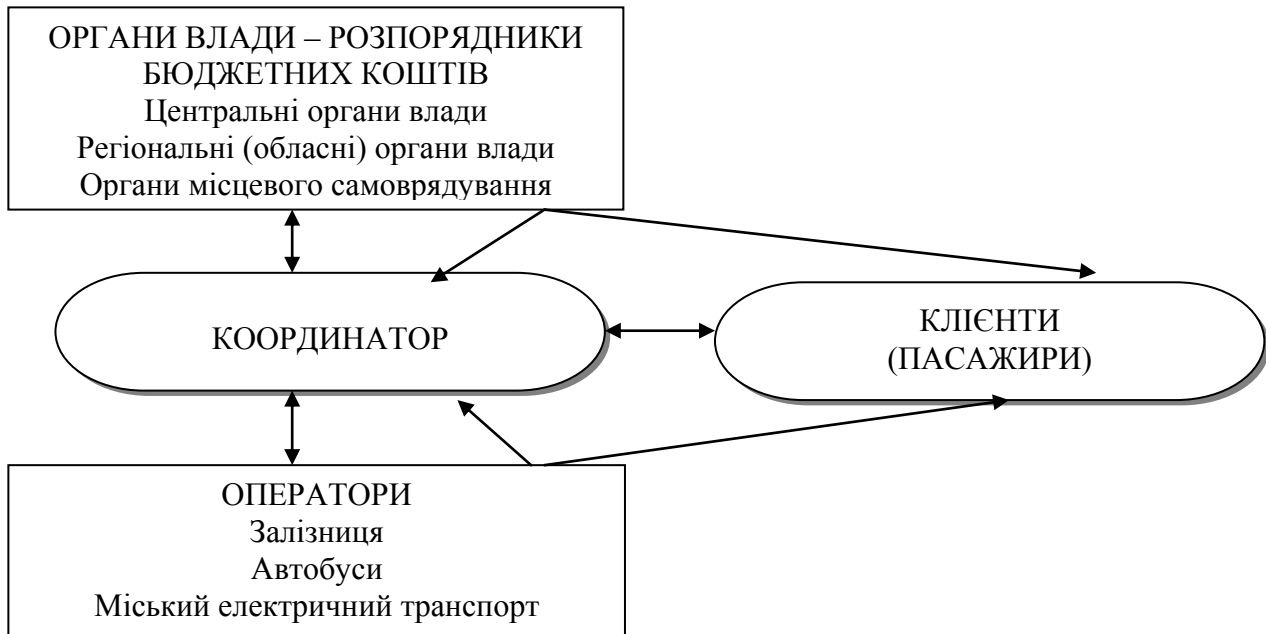 ОРГАНИ ВЛАДИ – РОЗПОРЯДНИКИ
БЮДЖЕТНИХ КОШТІВ
Центральні органи влади
Регіональні (обласні) органи влади
Органи місцевого самоврядування
КООРДИНАТОР
КЛІЄНТИ
(ПАСАЖИРИ)
ОПЕРАТОРИ
Залізниця
Автобуси
Міський електричний транспорт